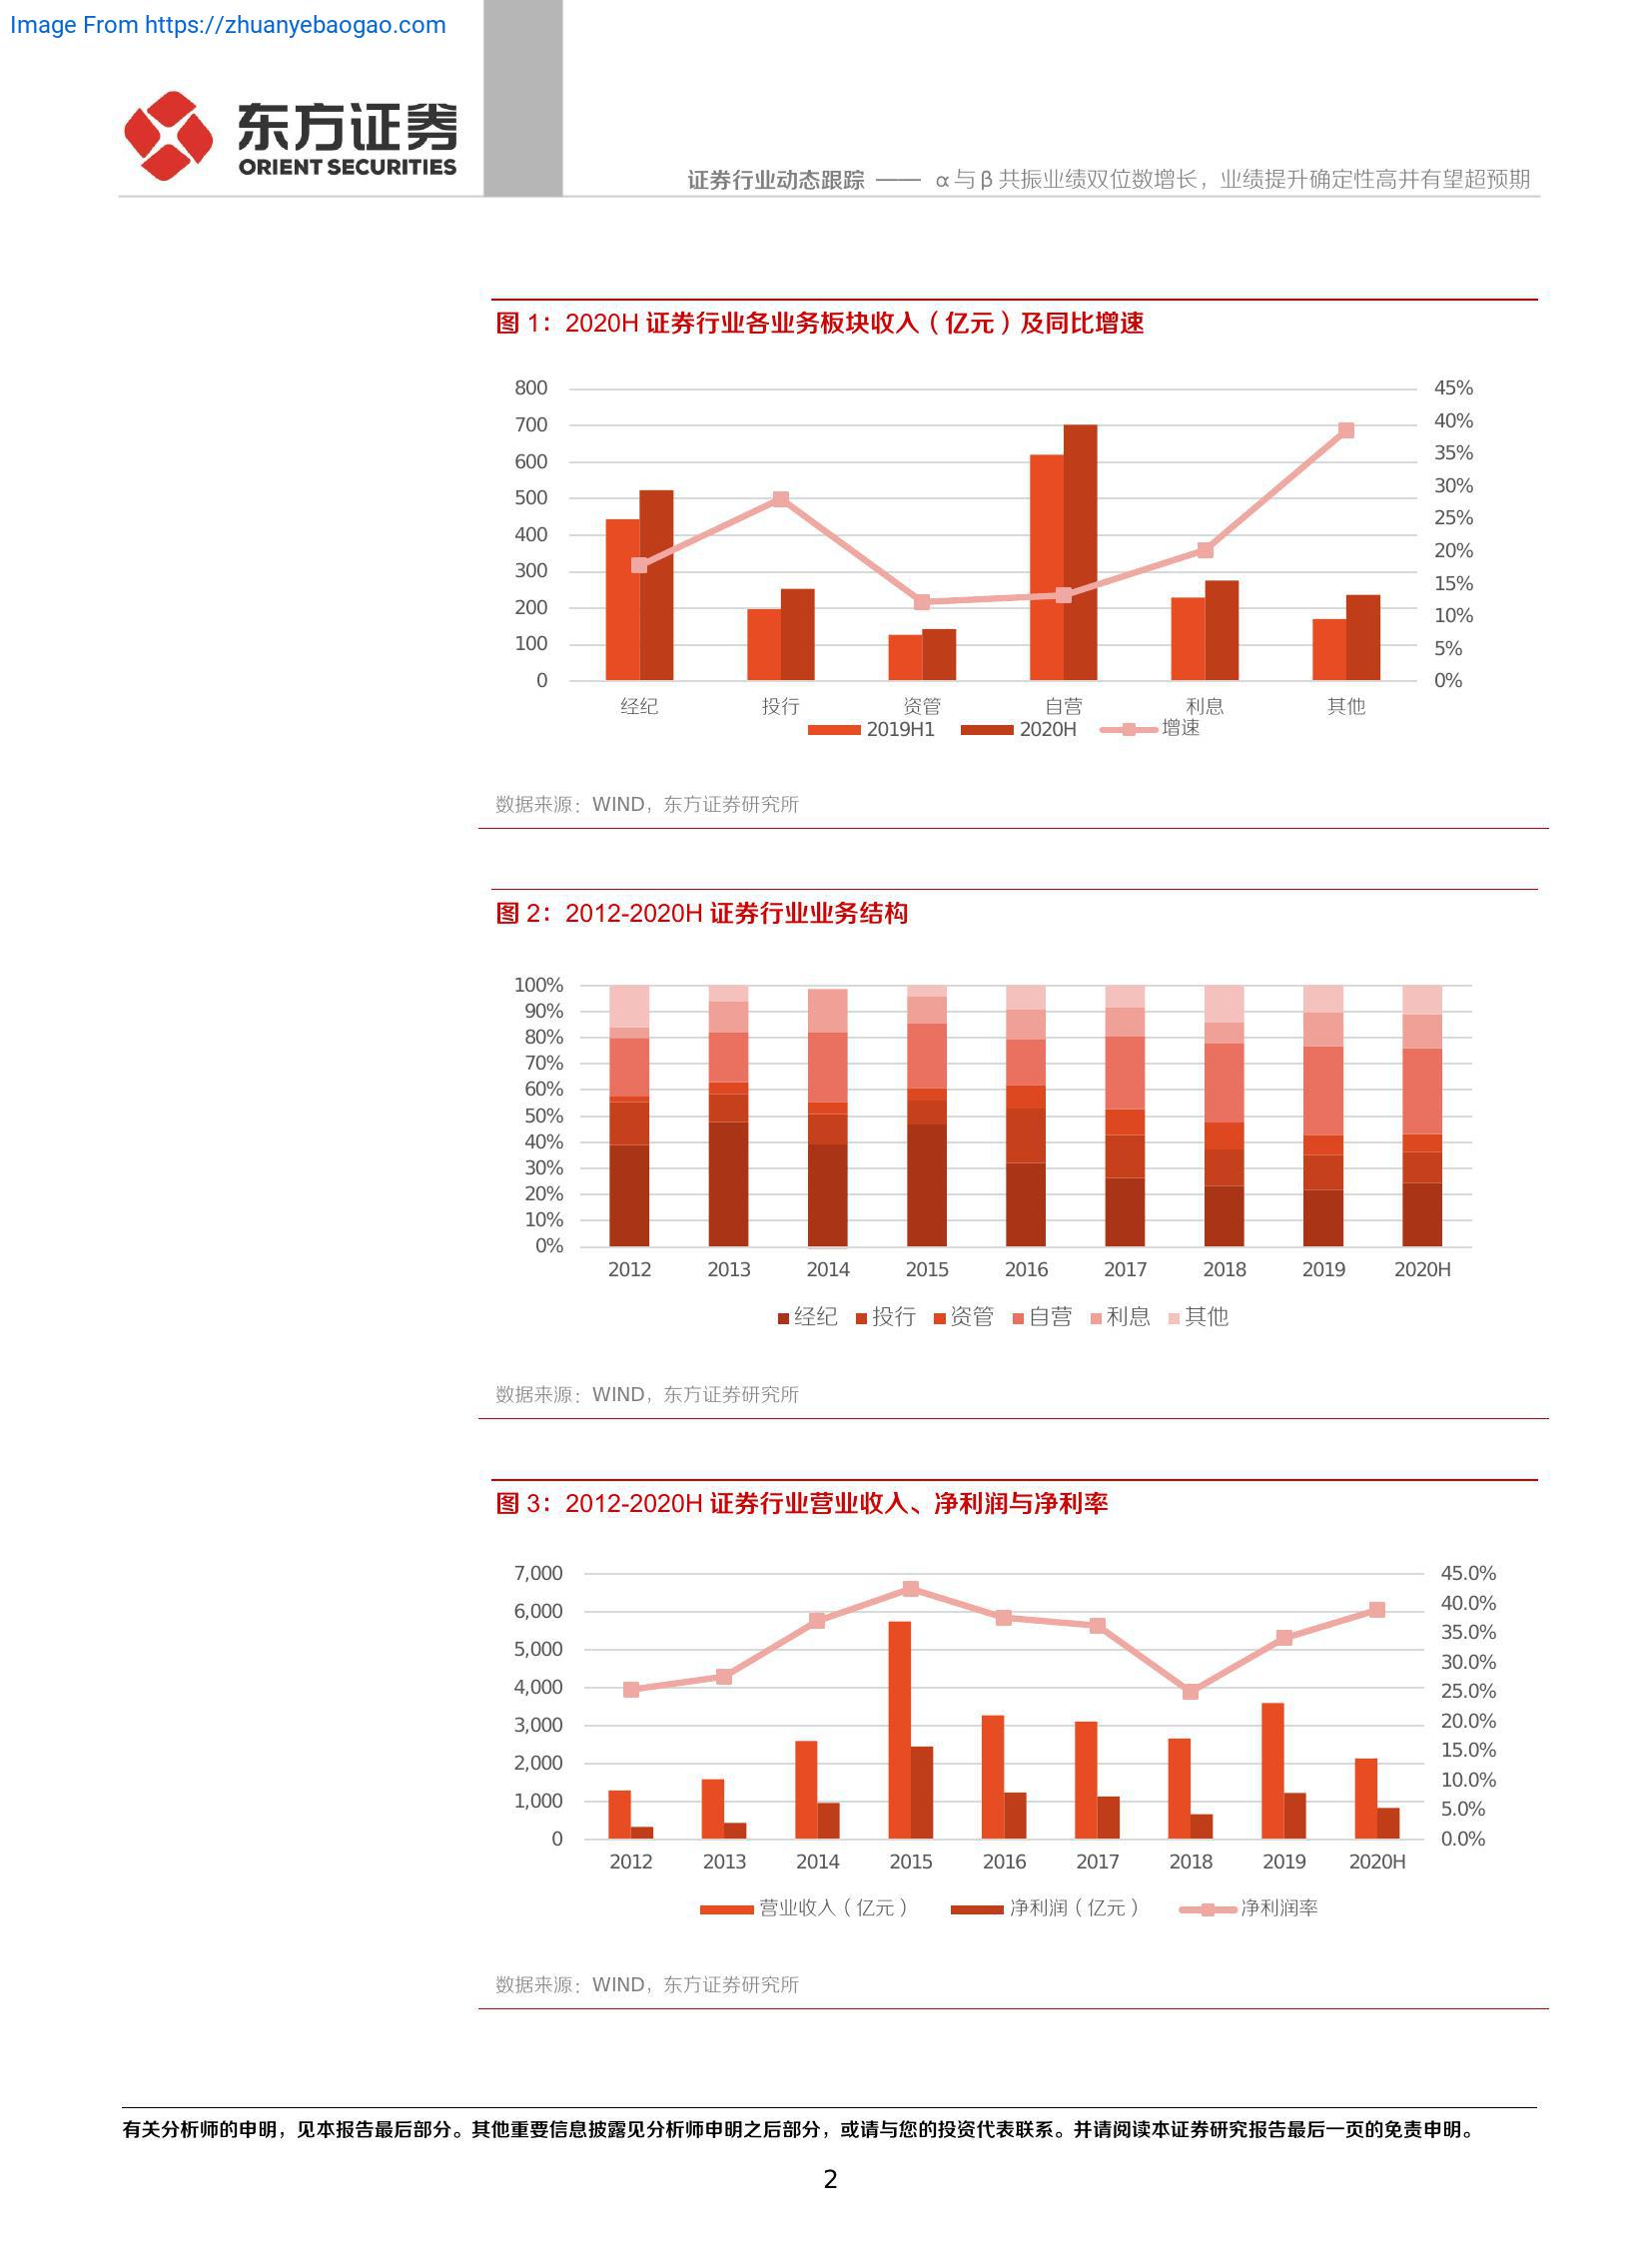 Image From https://zhuanyebaogao.com
东方证券
ORIENT SECURITIES
证券行业动态跟踪 —— α与β共振业绩双位数增长，业绩提升确定性高并有望超预期
图 1：2020H 证券行业各业务板块收入（亿元）及同比增速
800 45%
700 40%
600 35%
500 30%
400 25%
300 20%
200 15%
100 10%
0 5%
0%
经纪 投行 资管 自营 利息 其他
2019H1 2020H 增速
数据来源：WIND，东方证券研究所
图 2：2012-2020H 证券行业业务结构
100%
90%
80%
70%
60%
50%
40%
30%
20%
10%
0%
2012 2013 2014 2015 2016 2017 2018 2019 2020H
经纪 投行 资管 自营 利息 其他
数据来源：WIND，东方证券研究所
图 3：2012-2020H 证券行业营业收入、净利润与净利率
7,000 45.0%
6,000 40.0%
5,000 35.0%
4,000 30.0%
3,000 25.0%
2,000 20.0%
1,000 15.0%
0 10.0%
5.0%
0.0%
2012 2013 2014 2015 2016 2017 2018 2019 2020H
营业收入（亿元） 净利润（亿元） 净利润率
数据来源：WIND，东方证券研究所
有关分析师的申明，见本报告最后部分。其他重要信息披露见分析师申明之后部分，或请与您的投资代表联系。并请阅读本证券研究报告最后一页的免责申明。
2